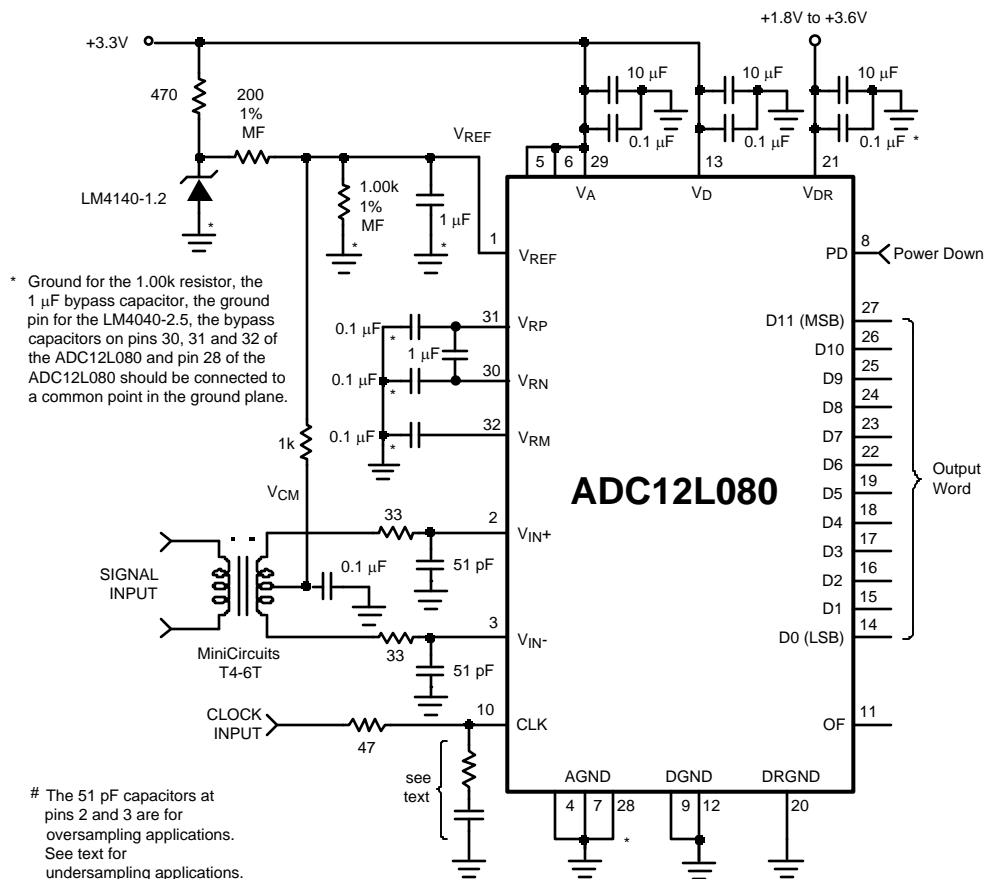 +1.8V to +3.6V
+3.3V
470
200
1%
MF
10 µF
10 µF
10 µF
0.1 µF
0.1 µF
0.1 µF *
VREF
5 6 29
13
21
VA
VD
VDR
LM4140-1.2
*
1.00k
1%
MF
*
1 µF
*
1
VREF
8
PD
Power Down
* Ground for the 1.00k resistor, the
1 µF bypass capacitor, the ground
pin for the LM4040-2.5, the bypass
capacitors on pins 30, 31 and 32 of
the ADC12L080 and pin 28 of the
ADC12L080 should be connected to
a common point in the ground plane.
0.1 µF
*
31
VRP
1 µF
0.1 µF
*
30
VRN
0.1 µF
*
32
VRM
27
D11 (MSB)
26
D10
25
D9
24
D8
23
D7
22
D6
19
D5
18
D4
17
D3
16
D2
15
D1
14
D0 (LSB)
Output
Word
ADC12L080
1k
VCM
33
2
VIN+
51 pF
0.1 µF
SIGNAL
INPUT
3
VIN-
33
51 pF
MiniCircuits
T4-6T
CLOCK
INPUT
47
10
CLK
11
OF
see
text
AGND
DGND
DRGND
4 7 28
*
9 12
20
# The 51 pF capacitors at
pins 2 and 3 are for
oversampling applications.
See text for
undersampling applications.